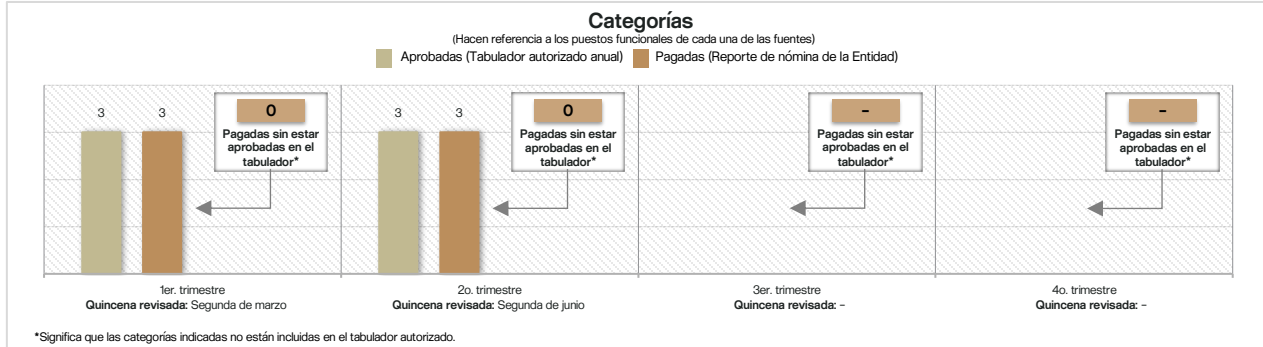 Categorías
(Hacen referencia a los puestos funcionales de cada una de las fuentes)
Aprobadas (Tabulador autorizado anual) Pagadas (Reporte de nómina de la Entidad)
3 3
0
Pagadas sin estar
aprobadas en el
tabulador*
3 3
0
Pagadas sin estar
aprobadas en el
tabulador*
-
Pagadas sin estar
aprobadas en el
tabulador*
-
Pagadas sin estar
aprobadas en el
tabulador*
1er. trimestre
Quincena revisada: Segunda de marzo
2o. trimestre
Quincena revisada: Segunda de junio
3er. trimestre
Quincena revisada: -
4o. trimestre
Quincena revisada: -
*Significa que las categorías indicadas no están incluidas en el tabulador autorizado.